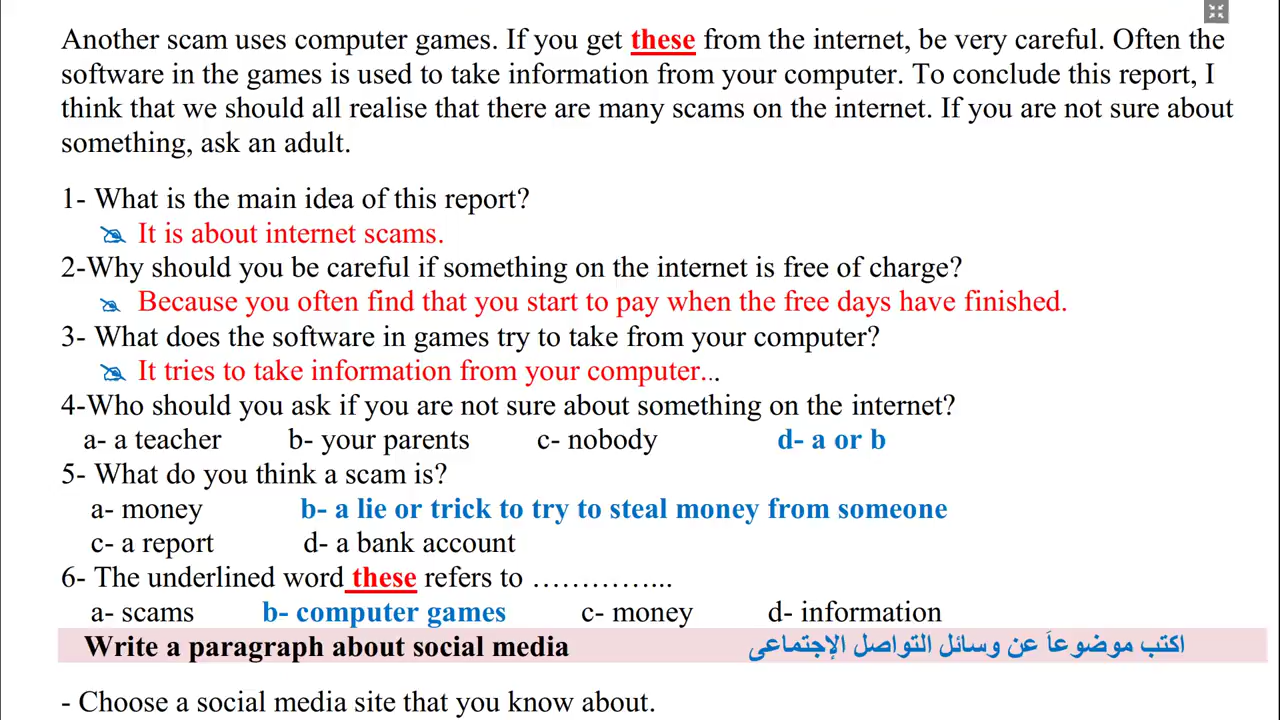 Another scam uses computer games. If you get these from the internet, be very careful. Often the
software in the games is used to take information from your computer. To conclude this report, I
think that we should all realise that there are many scams on the internet. If you are not sure about
something, ask an adult.
1- What is the main idea of this report?
It is about internet scams.
2-Why should you be careful if something on the internet is free of charge?
Because you often find that you start to pay when the free days have finished.
3- What does the software in games try to take from your computer?
It tries to take information from your computer...
4-Who should you ask if you are not sure about something on the internet?
a- a teacher b- your parents c- nobody d- a or b
5- What do you think a scam is?
a- money b- a lie or trick to try to steal money from someone
c- a report d- a bank account
6- The underlined word these refers to …………...
a- scams b- computer games c- money d- information
Write a paragraph about social media اكتب موضوعاَ عن وسائل التواصل الإجتماعى
- Choose a social media site that you know about.